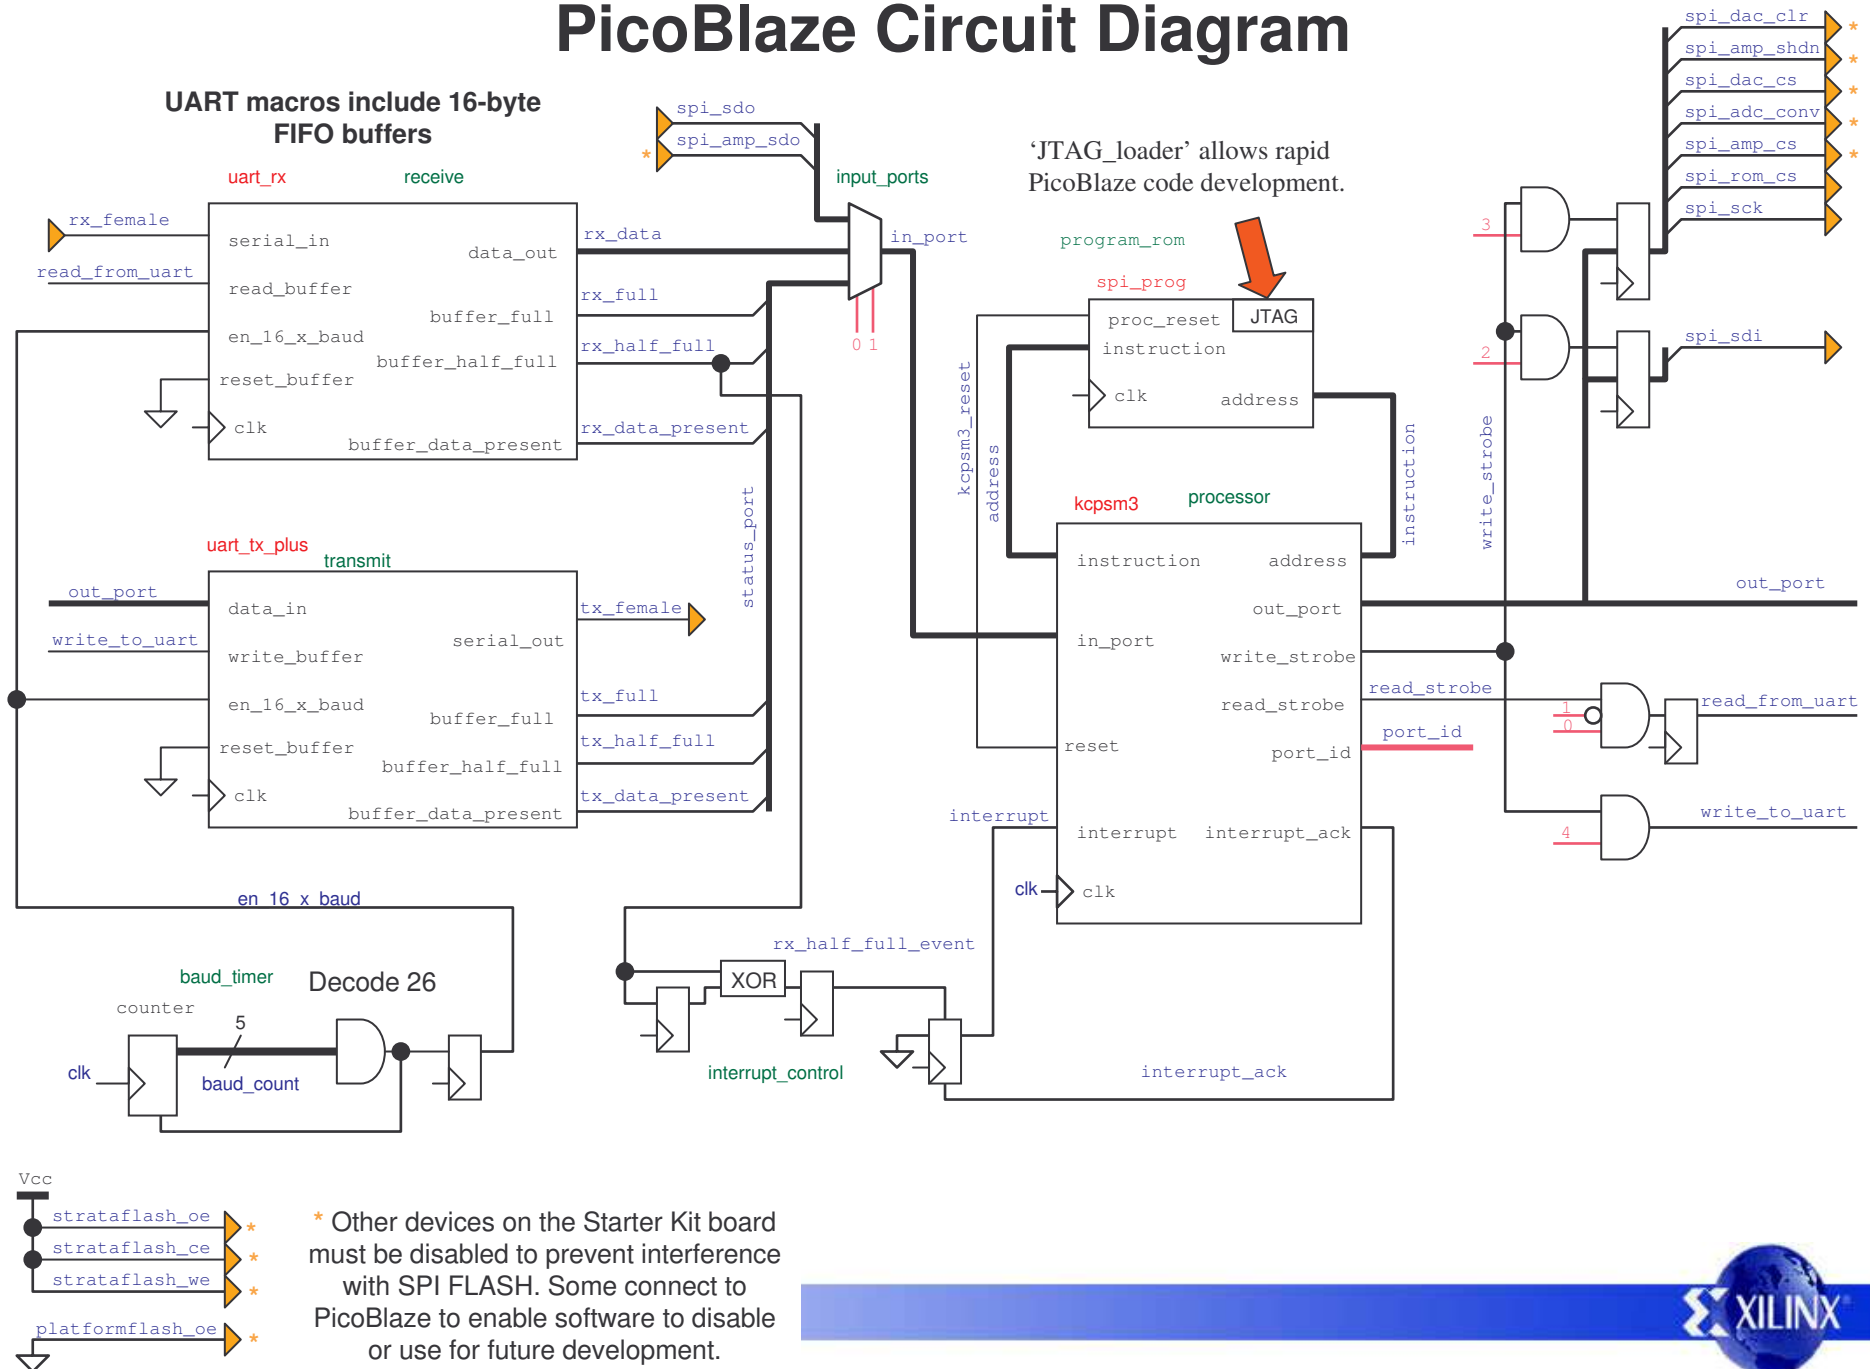 PicoBlaze Circuit Diagram
UART macros include 16-byte
FIFO buffers
uart_rx
receive
rx_female
serial_in
read_from_uart
read_buffer
en_16_x_baud
reset_buffer
clk
data_out
buffer_full
buffer_half_full
buffer_data_present
rx_data
rx_full
rx_half_full
rx_data_present
spi_sdo
spi_amp_sdo
*
input_ports
in_port
0 1
status_port
uart_tx_plus
transmit
out_port
data_in
write_to_uart
write_buffer
en_16_x_baud
reset_buffer
clk
serial_out
buffer_full
buffer_half_full
buffer_data_present
tx_female
tx_full
tx_half_full
tx_data_present
en_16_x_baud
‘JTAG_loader’ allows rapid
PicoBlaze code development.
program_rom
spi_prog
proc_reset
JTAG
instruction
clk
address
kcpsm3_reset
address
instruction
kcpsm3
processor
instruction
address
out_port
in_port
write_strobe
read_strobe
reset
port_id
interrupt
interrupt_ack
clk
clk
interrupt
read_strobe
port_id
write_strobe
spi_dac_clr
*
spi_amp_shdn
*
spi_dac_cs
*
spi_adc_conv
*
spi_amp_cs
*
spi_rom_cs
spi_sck
3
2
spi_sdi
out_port
1
0
read_from_uart
4
write_to_uart
baud_timer
Decode 26
counter
5
clk
baud_count
rx_half_full_event
XOR
interrupt_control
interrupt_ack
Vcc
strataflash_oe
*
strataflash_ce
*
strataflash_we
*
platformflash_oe
*
* Other devices on the Starter Kit board
must be disabled to prevent interference
with SPI FLASH. Some connect to
PicoBlaze to enable software to disable
or use for future development.
XILINX